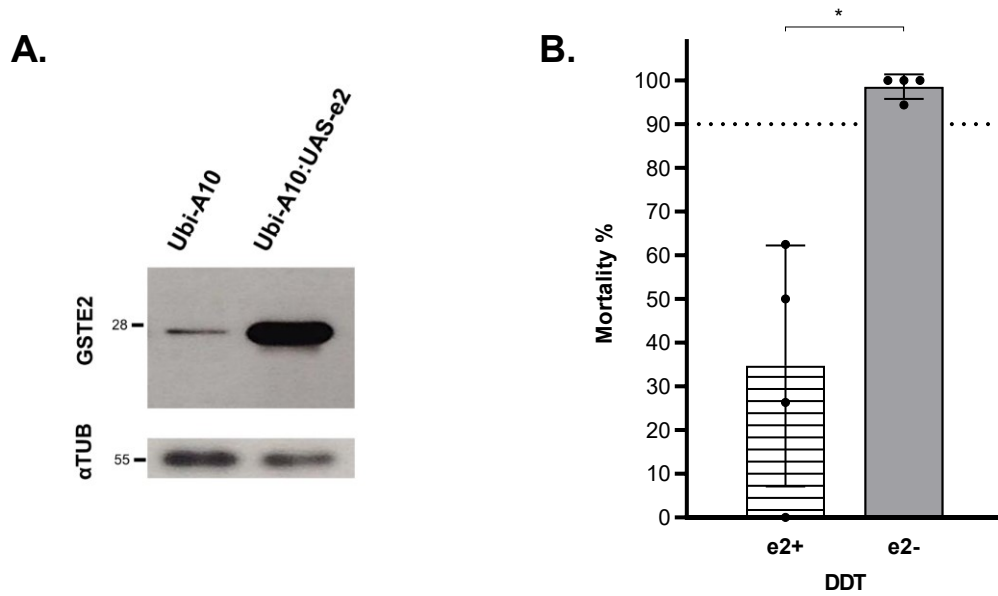 A.
Ubi-A10
Ubi-A10:UAS-e2
GSTE2
28
αTUB
55
B.
*
Mortality %
100
90
80
70
60
50
40
30
20
10
0
e2+
e2-
DDT